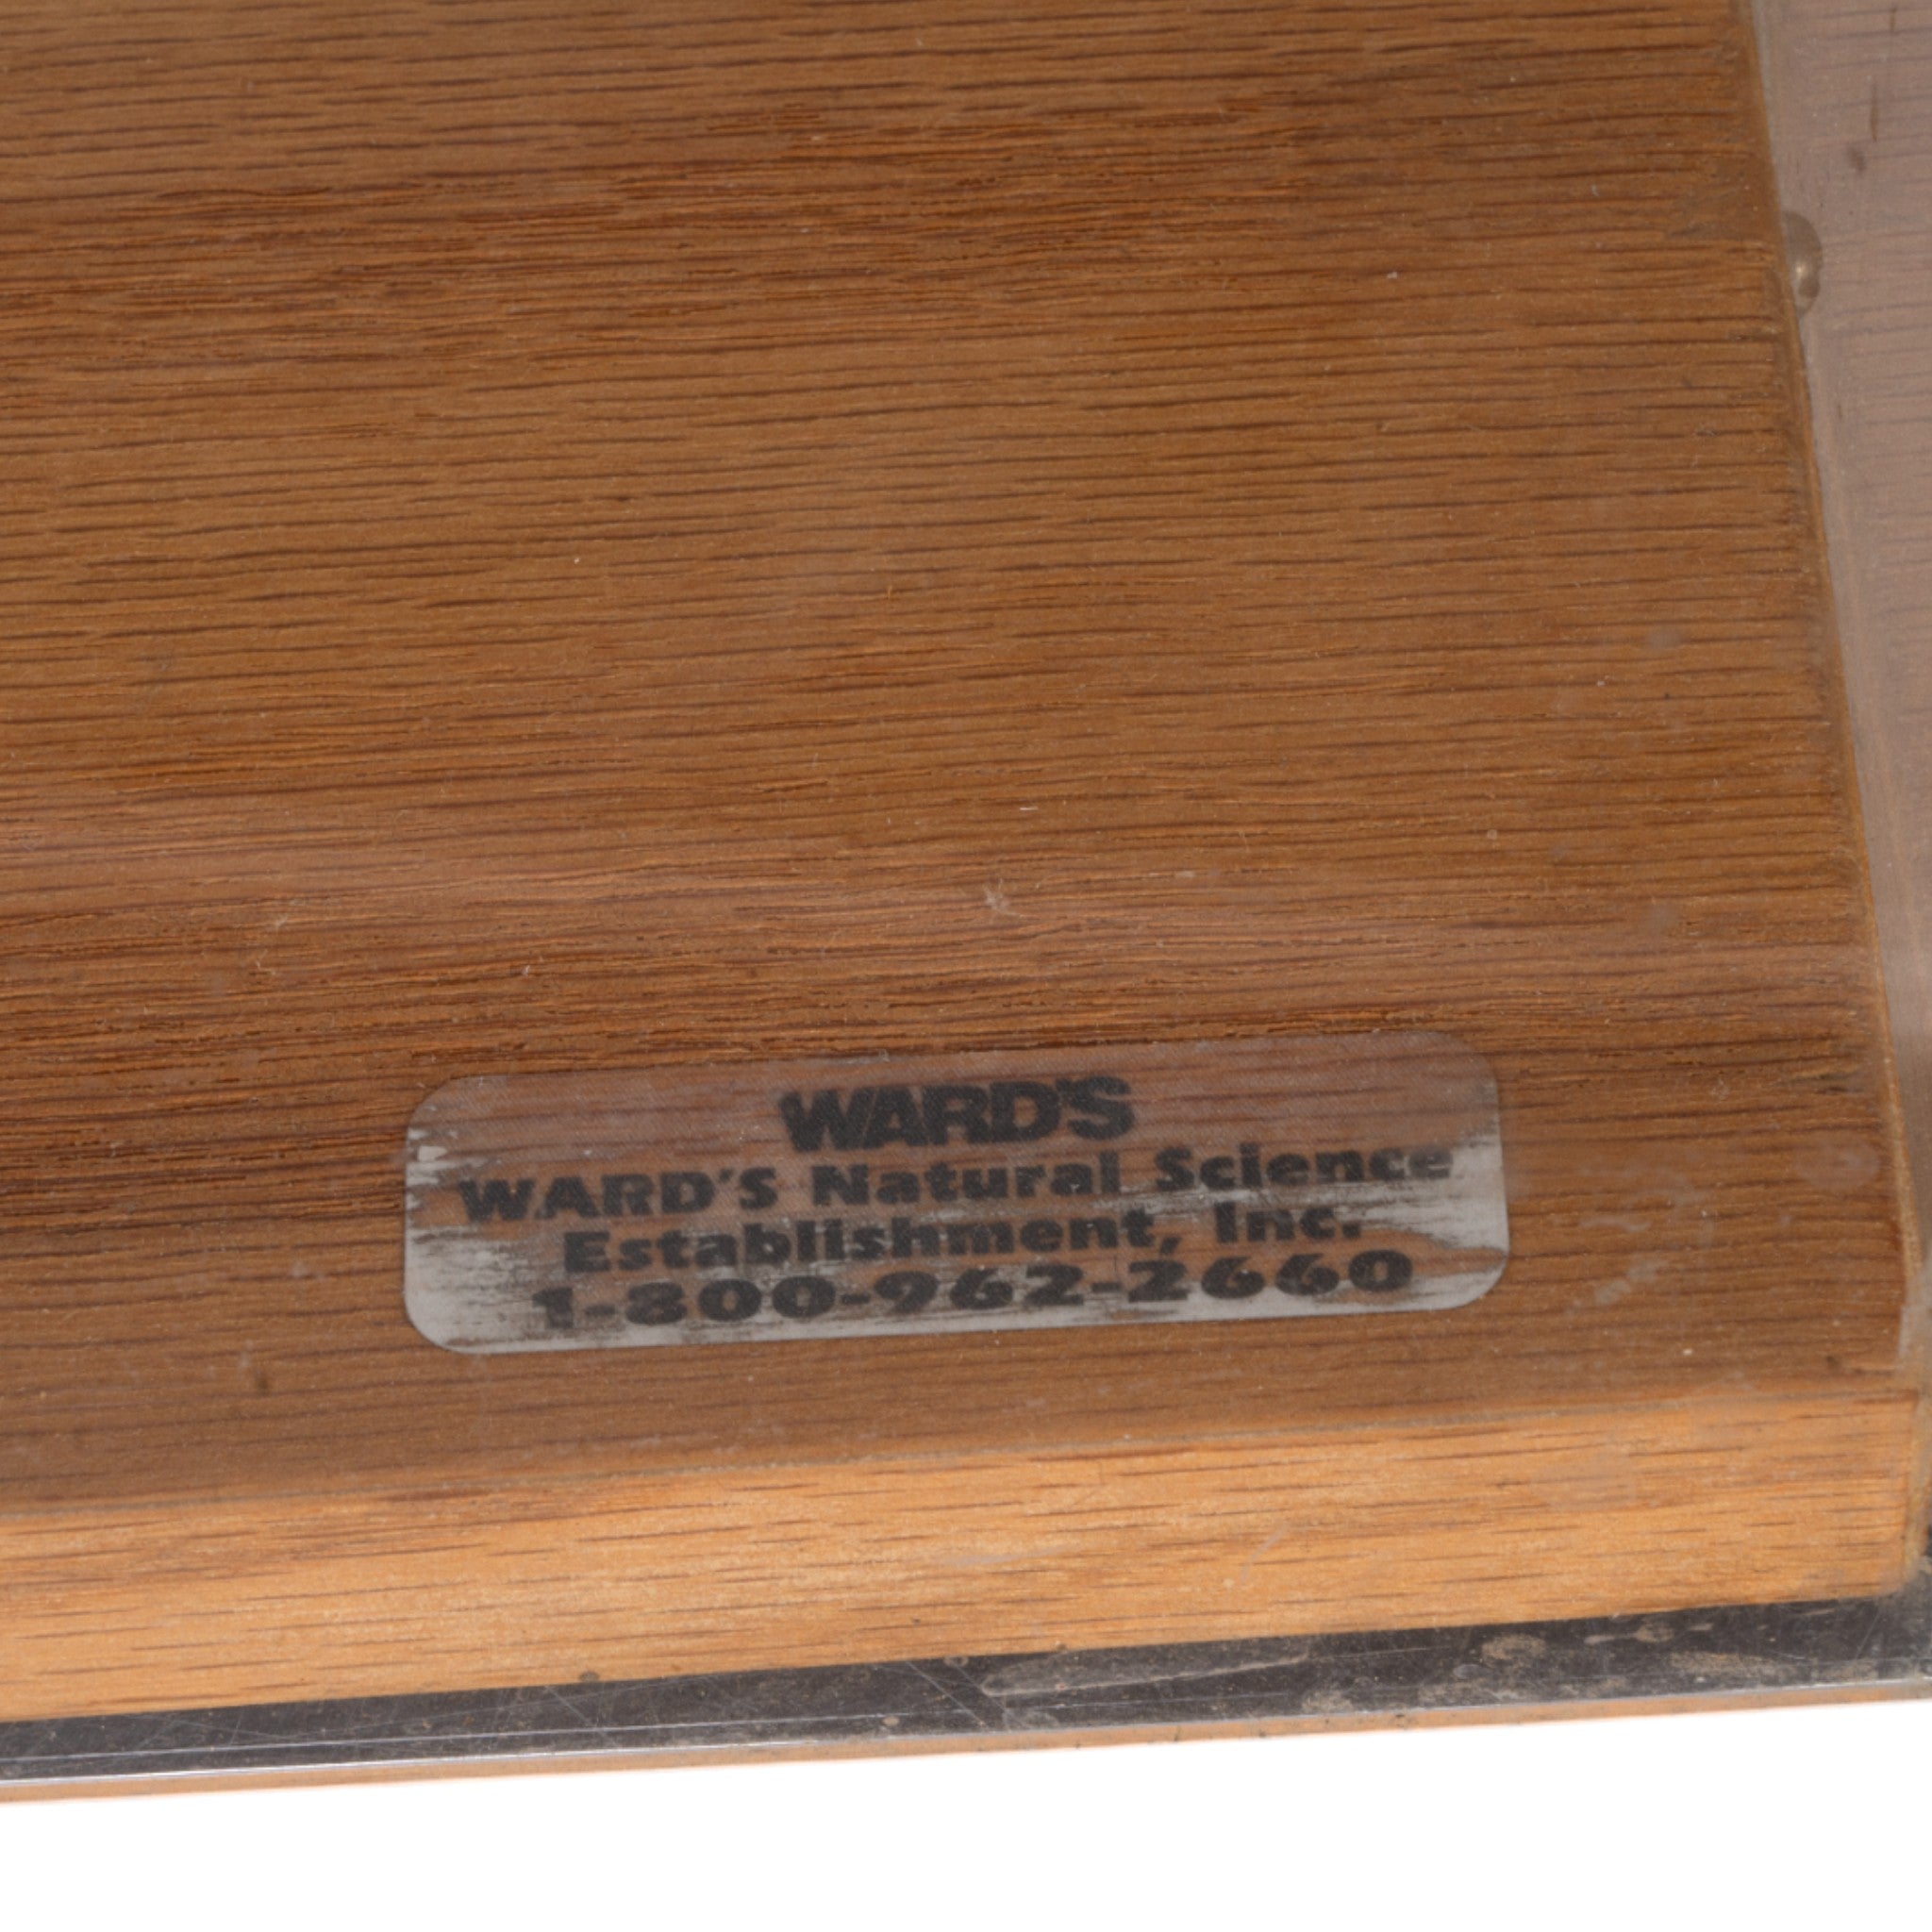 WARD'S
WARD'S Natural Science
Establishment, Inc.
1-800-962-2660